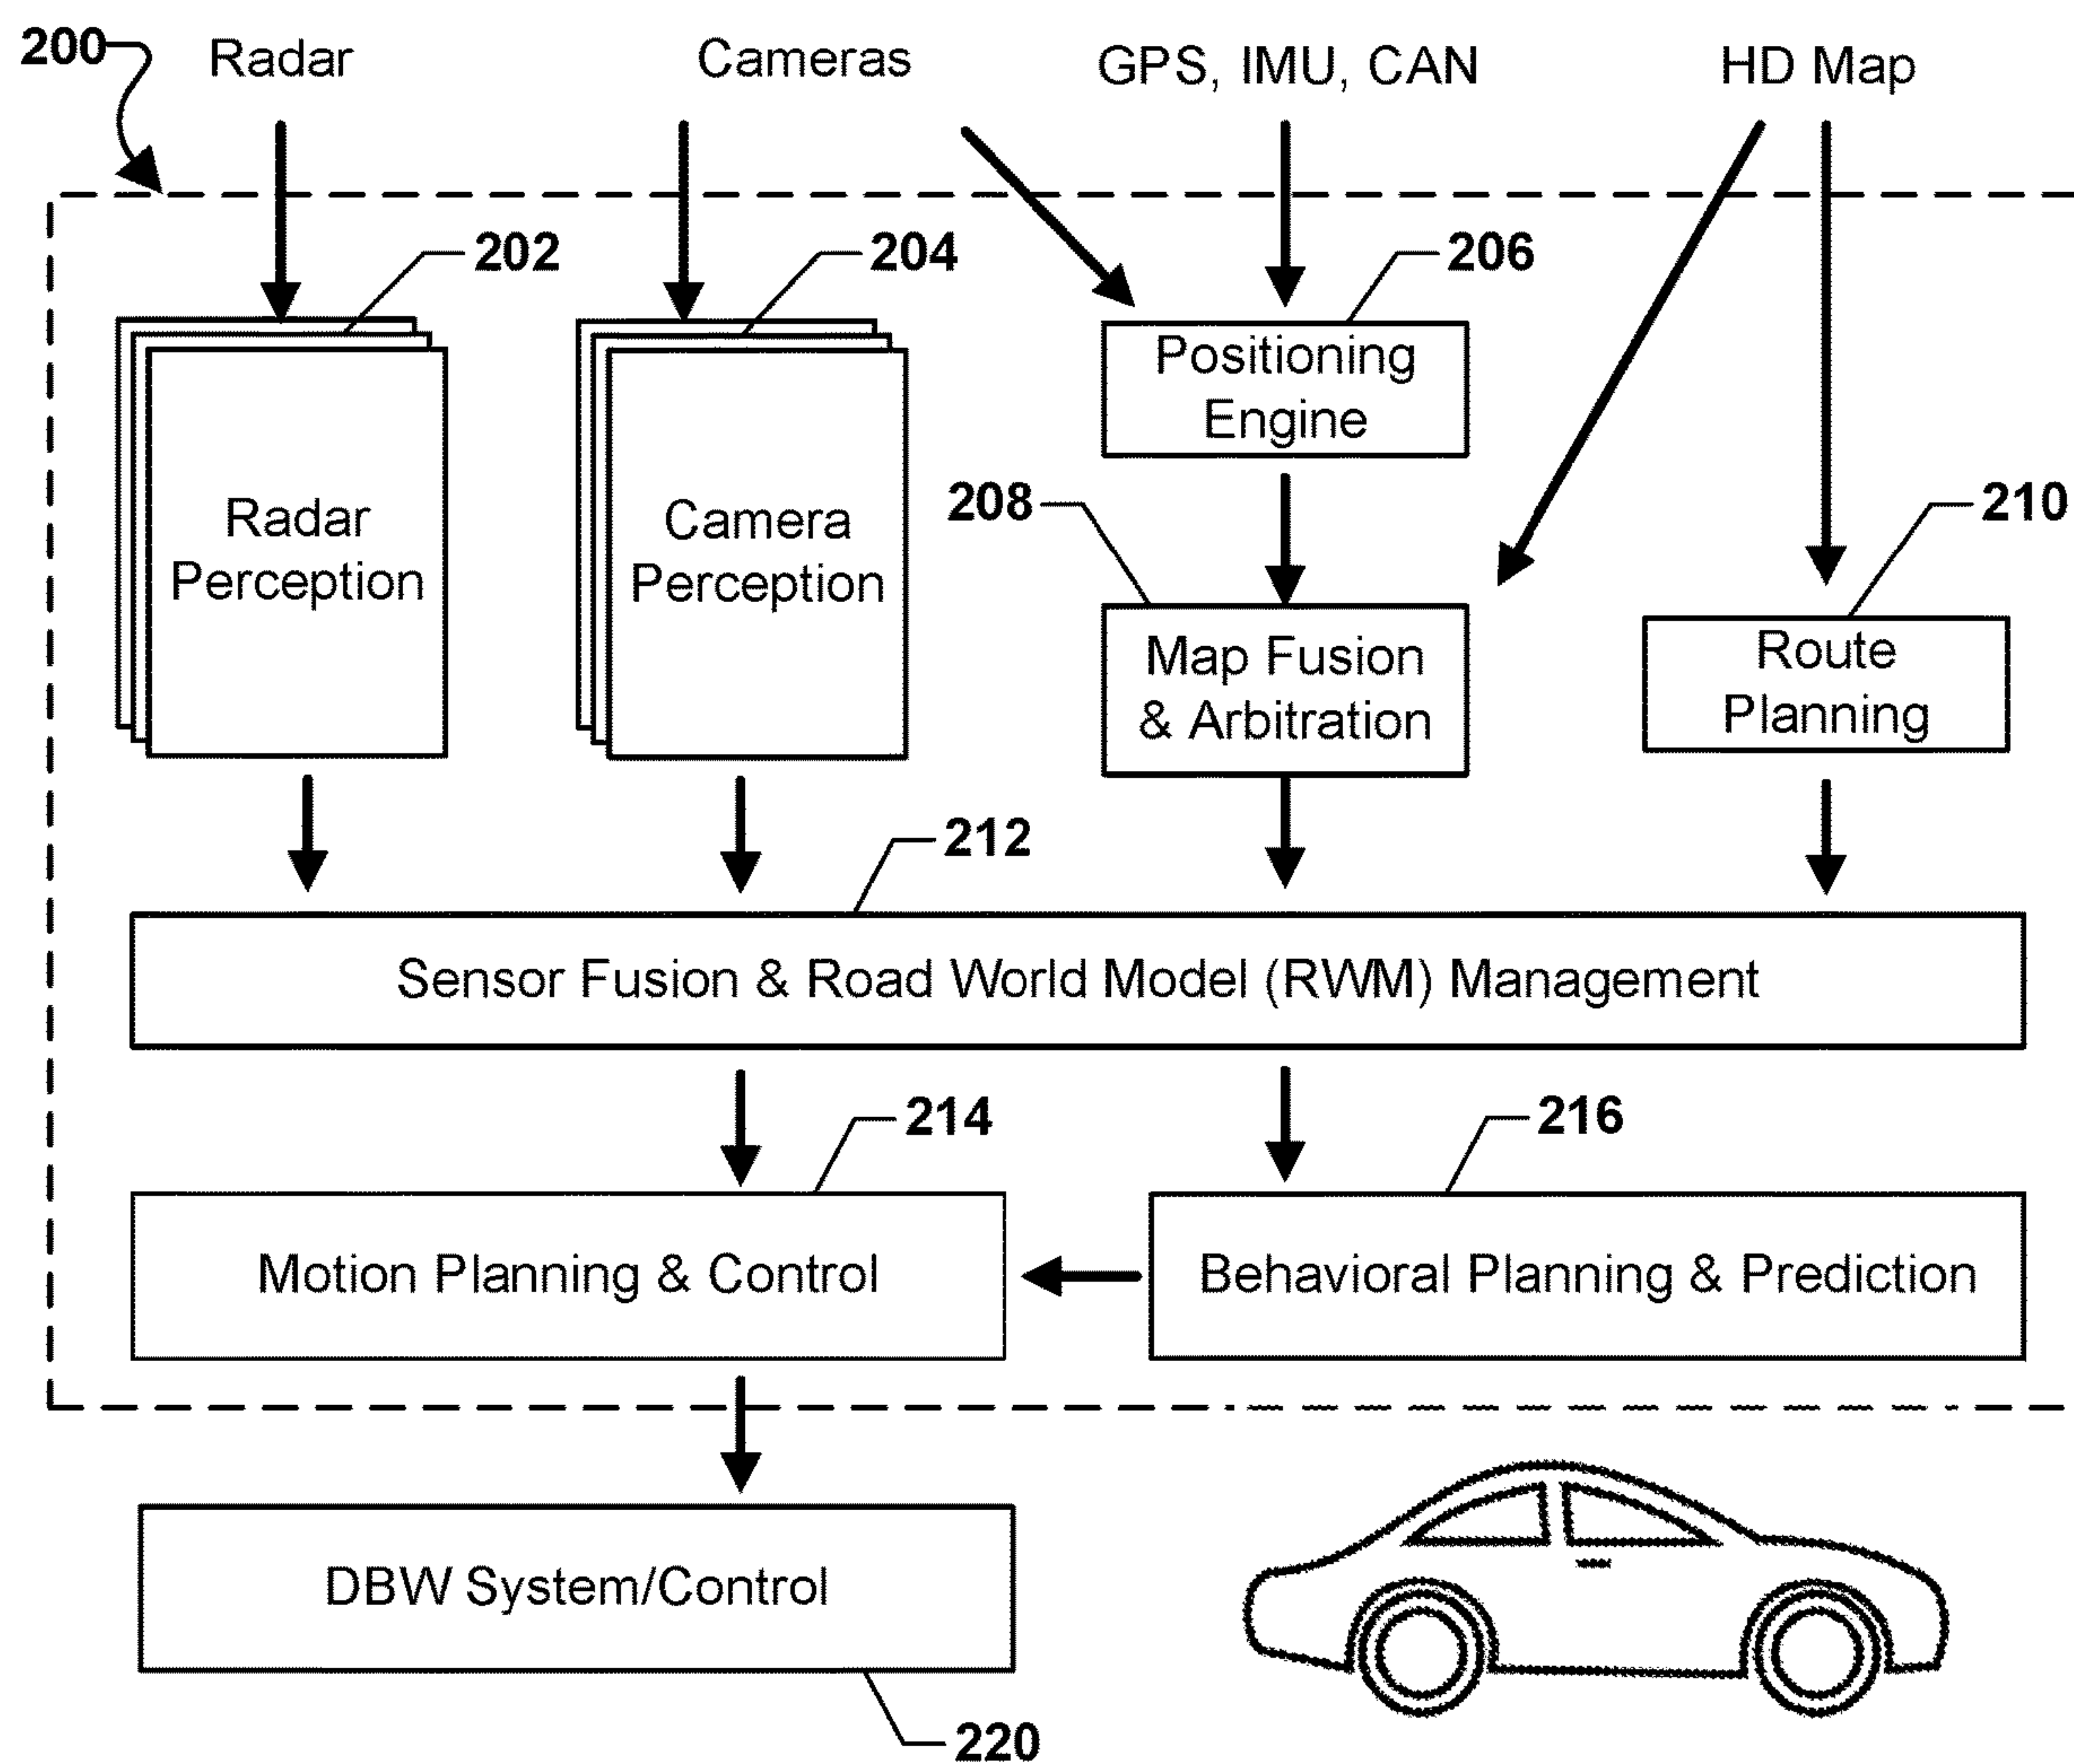 200
Radar
Cameras
GPS, IMU, CAN
HD Map
202
204
206
Positioning
Engine
208
210
Radar
Perception
Camera
Perception
Map Fusion
& Arbitration
Route
Planning
212
Sensor Fusion & Road World Model (RWM) Management
214
216
Motion Planning & Control
Behavioral Planning & Prediction
DBW System/Control
220